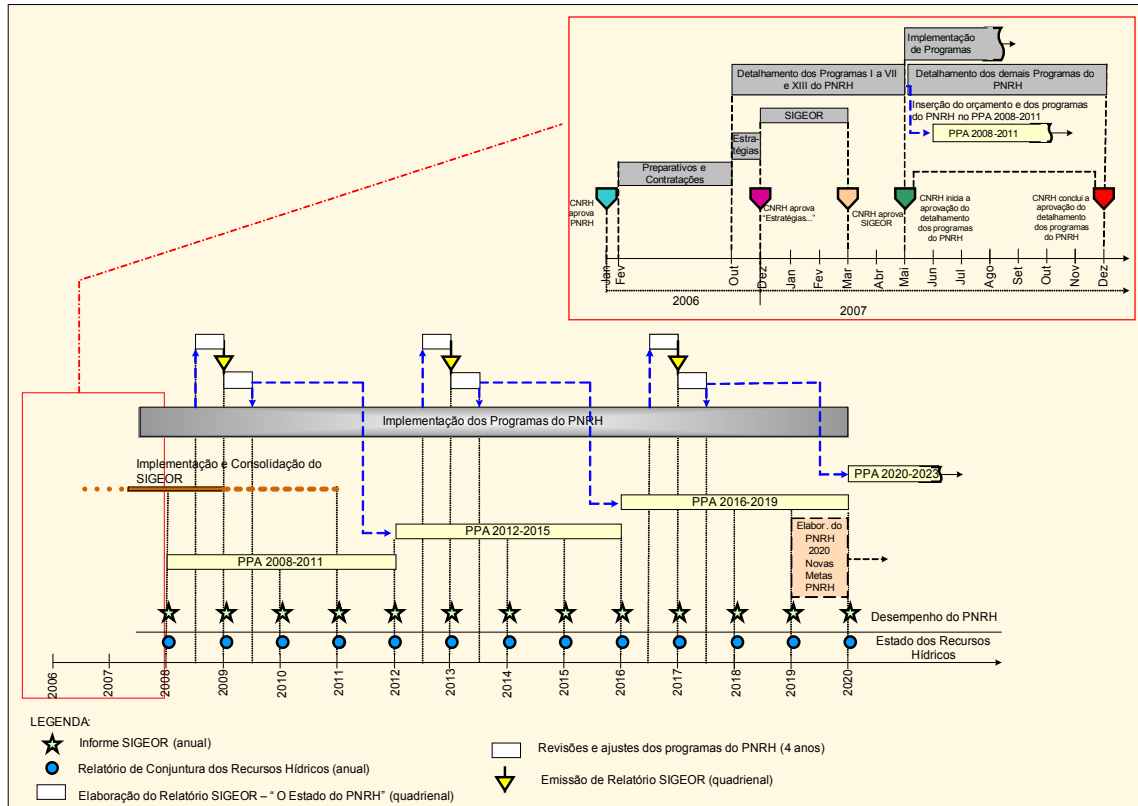 Implementação
de Programas
Detalhamento dos Programas I a VII
e XIII do PNRH
Detalhamento dos demais Programas do
PNRH
Inserção do orçamento e dos programas
do PNRH no PPA 2008-2011
SIGEOR
PPA 2008-2011
Estra-
tégias
Preparativos e
Contratações
CNRH
aprova
PNRH
CNRH aprova
"Estratégias..."
CNRH aprova
SIGEOR
CNRH inicia a
aprovação do
detalhamento
dos programas
do PNRH
CNRH conclui a
aprovação do
detalhamento
dos programas
do PNRH
Jan
Fev
Out
Dez
Jan
Fev
Mar
Abr
Mai
Jun
Jul
Ago
Set
Out
Nov
Dez
2006
2007
Implementação dos Programas do PNRH
Implementação e Consolidação do
SIGEOR
PPA 2020-2023
PPA 2016-2019
PPA 2012-2015
PPA 2008-2011
Elabor. do
PNRH
2020
Novas
Metas
PNRH
Desempenho do PNRH
Estado dos Recursos
Hídricos
2006
2007
2008
2009
2010
2011
2012
2013
2014
2015
2016
2017
2018
2019
2020
LEGENDA:
Informe SIGEOR (anual)
Relatório de Conjuntura dos Recursos Hídricos (anual)
Elaboração do Relatório SIGEOR – " O Estado do PNRH" (quadrienal)
Revisões e ajustes dos programas do PNRH (4 anos)
Emissão de Relatório SIGEOR (quadrienal)